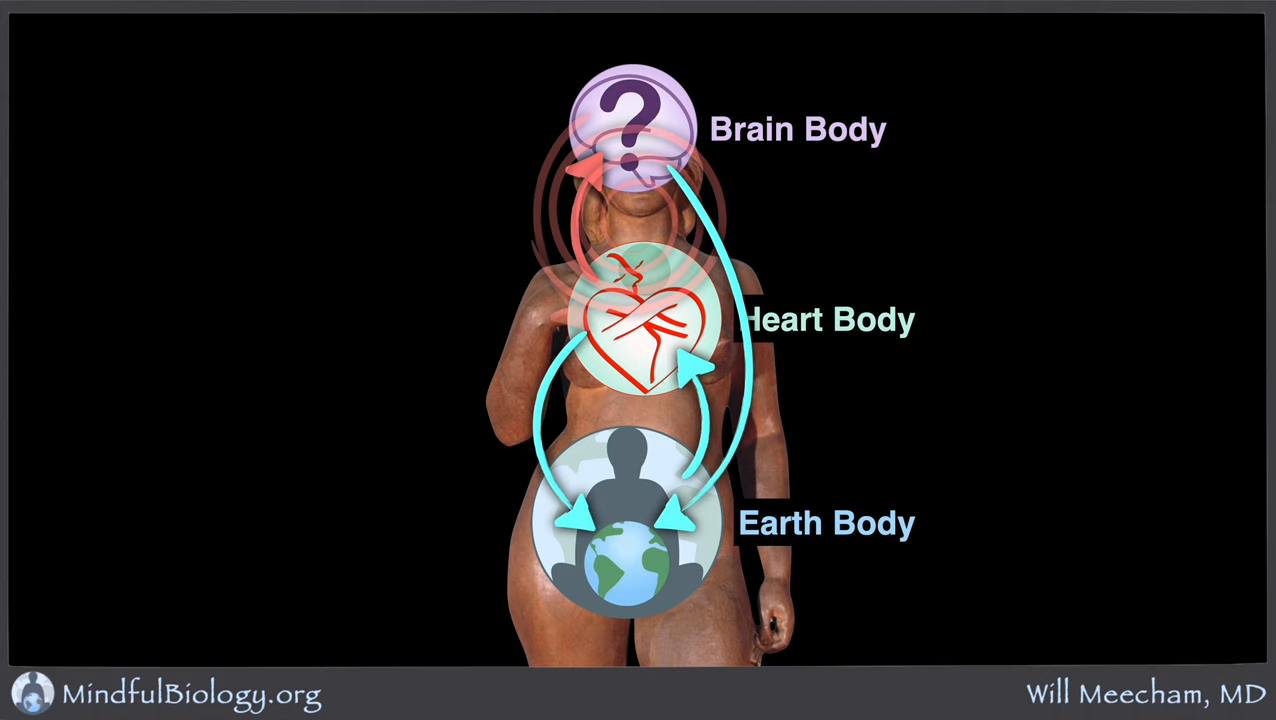 ?
Brain Body
Heart Body
Earth Body
MindfulBiology.org
Will Meecham, MD